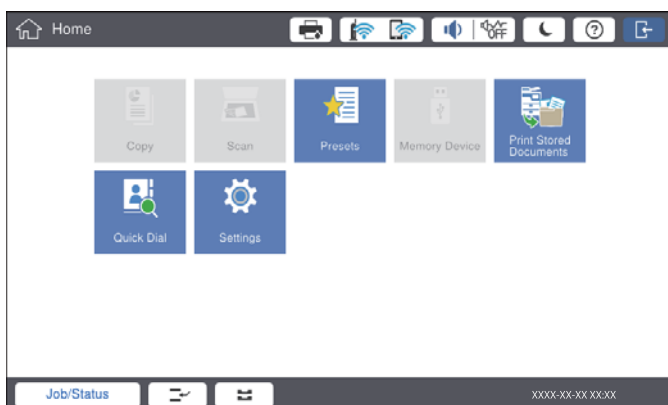 Home
OFF
?
Copy
Scan
Presets
Memory Device
Print Stored
Documents
Quick Dial
Settings
Job/Status
XXXX-XX-XX XX:XX